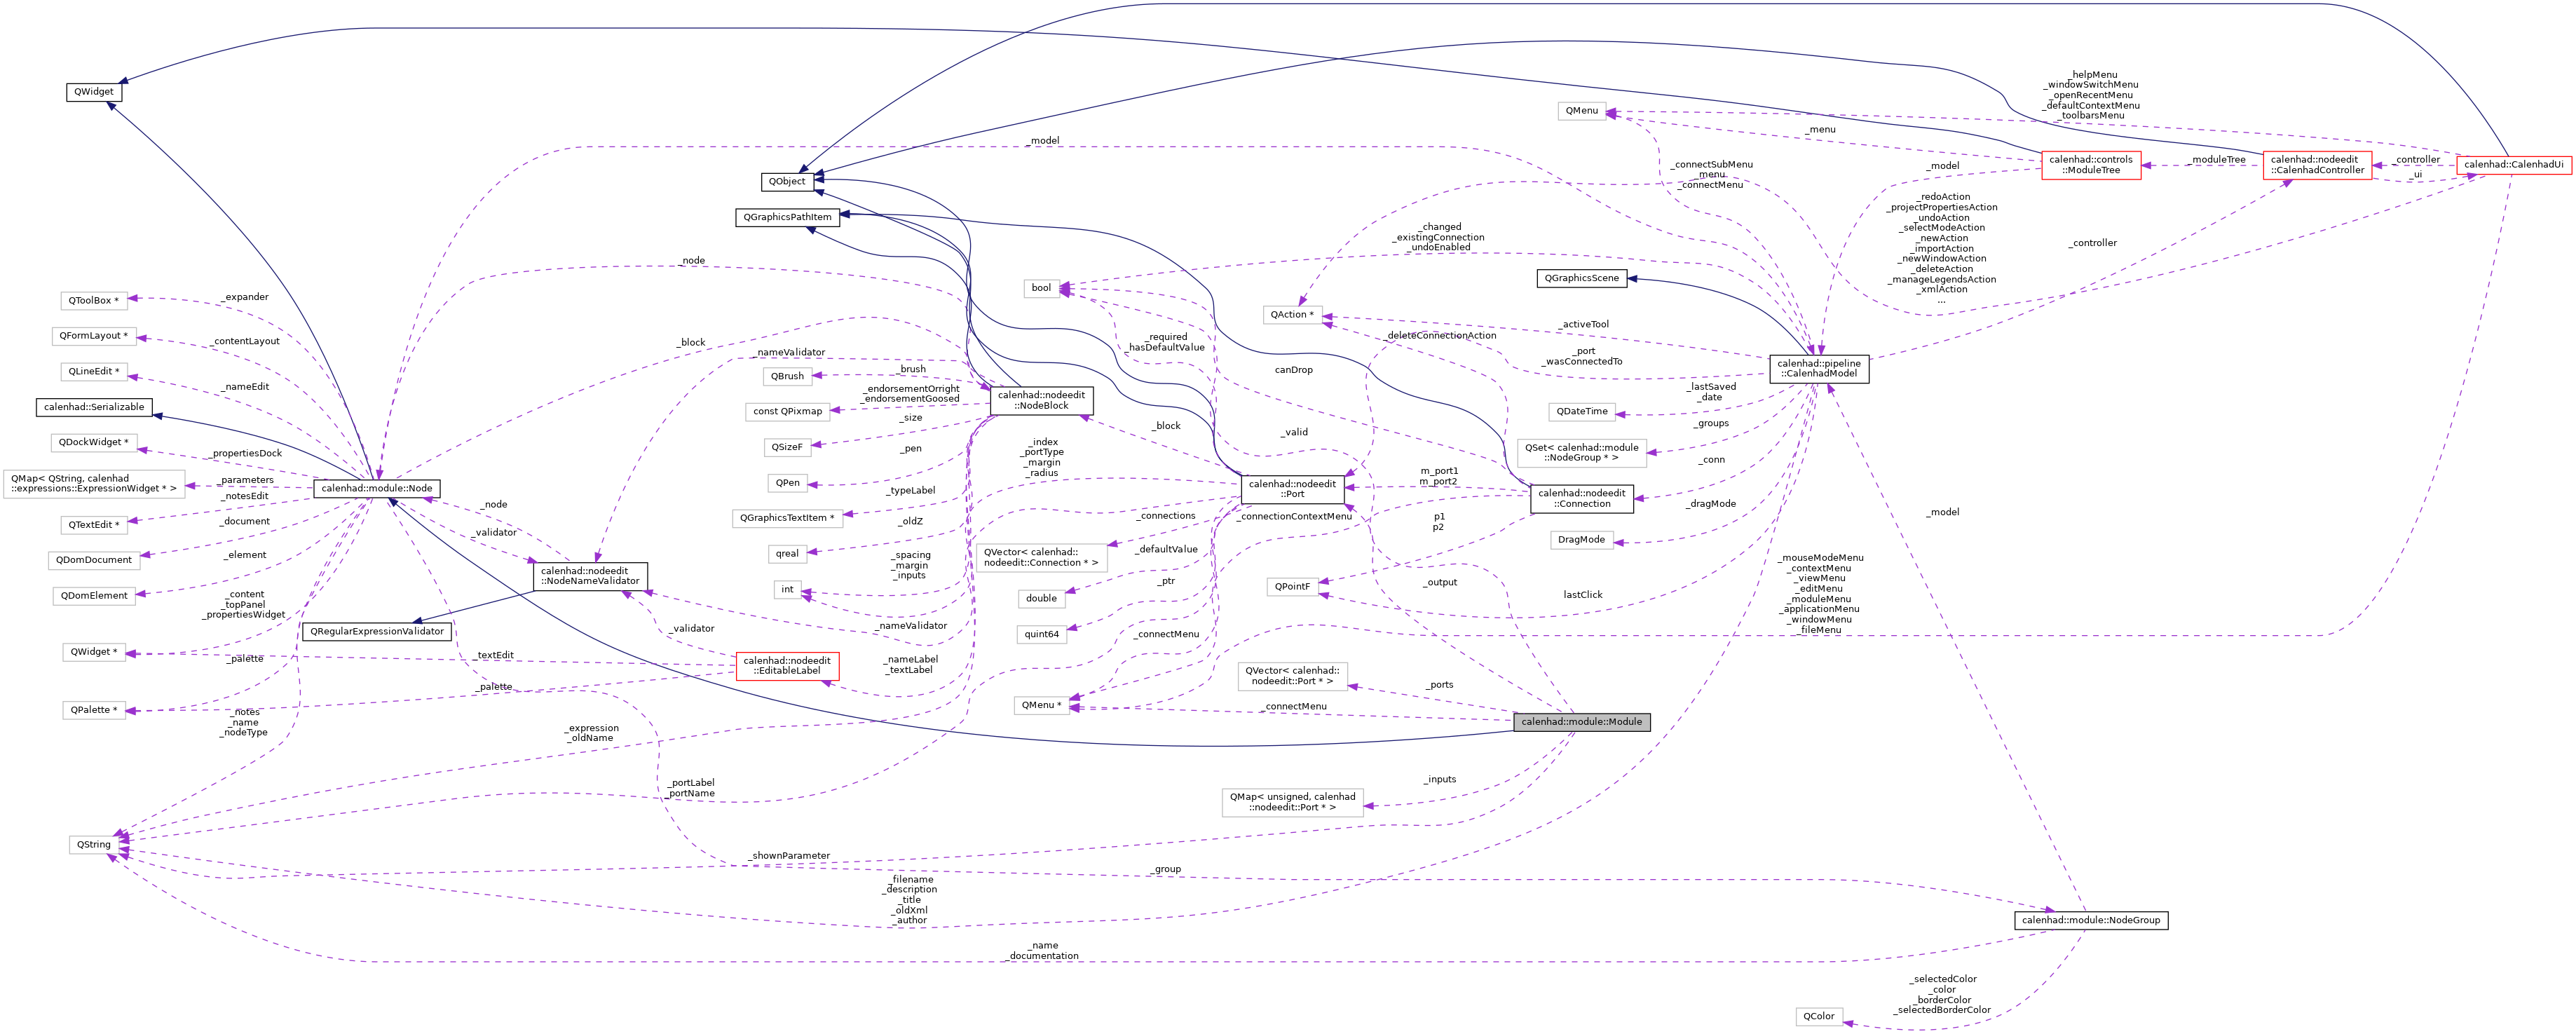 _helpMenu
_windowSwitchMenu
_openRecentMenu
_defaultContextMenu
_toolbarsMenu
QWidget
QMenu
_menu
_model
calenhad::controls
::ModuleTree
_moduleTree
calenhad::nodeedit
::CalenhadController
_controller
_ui
calenhad::CalenhadUi
_model
_connectSubMenu
_menu
_connectMenu
QObject
QGraphicsPathItem
_redoAction
_projectPropertiesAction
_undoAction
_selectModeAction
_newAction
_importAction
_newWindowAction
_deleteAction
_manageLegendsAction
_xmlAction
...
_changed
_existingConnection
_undoEnabled
_controller
_node
QGraphicsScene
bool
QToolBox *
_expander
QAction *
_activeTool
QFormLayout *
_contentLayout
_block
_nameValidator
_required
_hasDefaultValue
_deleteConnectionAction
_port
_wasConnectedTo
canDrop
calenhad::pipeline
::CalenhadModel
QLineEdit *
_nameEdit
QBrush
_brush
_endorsementOrright
_endorsementGoosed
calenhad::nodeedit
::NodeBlock
_lastSaved
_date
QDateTime
calenhad::Serializable
const QPixmap
_size
_block
_valid
_groups
QDockWidget *
_propertiesDock
QSizeF
_pen
_index
_portType
_margin
_radius
QSet< calenhad::module
::NodeGroup * >
_conn
QMap< QString, calenhad
::expressions::ExpressionWidget * >
_parameters
calenhad::module::Node
QPen
_typeLabel
calenhad::nodeedit
::Port
m_port1
m_port2
calenhad::nodeedit
::Connection
_notesEdit
QTextEdit *
_document
QGraphicsTextItem *
_oldZ
_connections
_connectionContextMenu
p1
p2
_dragMode
_model
_node
_validator
QDomDocument
_element
qreal
_spacing
_margin
_inputs
QVector< calenhad::
nodeedit::Connection * >
_defaultValue
DragMode
calenhad::nodeedit
::NodeNameValidator
QDomElement
_content
_topPanel
_propertiesWidget
int
double
_ptr
QPointF
_output
lastClick
_mouseModeMenu
_contextMenu
_viewMenu
_editMenu
_moduleMenu
_applicationMenu
_windowMenu
_fileMenu
QRegularExpressionValidator
_validator
_nameValidator
quint64
_connectMenu
QWidget *
_palette
_textEdit
calenhad::nodeedit
::EditableLabel
_nameLabel
_textLabel
QVector< calenhad::
nodeedit::Port * >
_ports
_palette
QPalette *
_notes
_name
_nodeType
QMenu *
_connectMenu
calenhad::module::Module
_expression
_oldName
_portLabel
_portName
_inputs
QMap< unsigned, calenhad
::nodeedit::Port * >
QString
_shownParameter
_group
_filename
_description
_title
_oldXml
_author
calenhad::module::NodeGroup
_name
_documentation
_selectedColor
_color
_borderColor
_selectedBorderColor
QColor